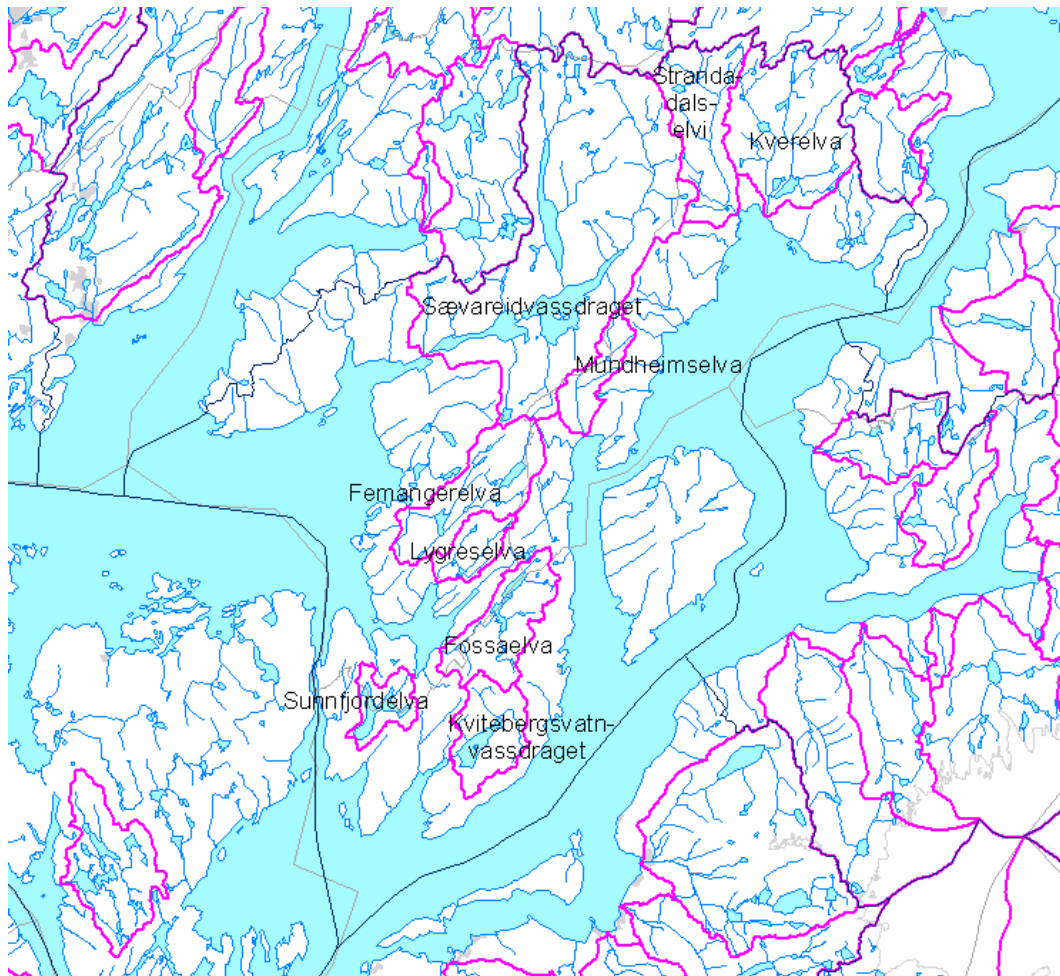 Stranda-
dals-
elvi
Kverelva
Sævareidvassdraget
Mundheimselva
Femangerelva
Lygreselva
Fossaelva
Sunnfjordelva
Kvitebergsvatn-
vassdraget